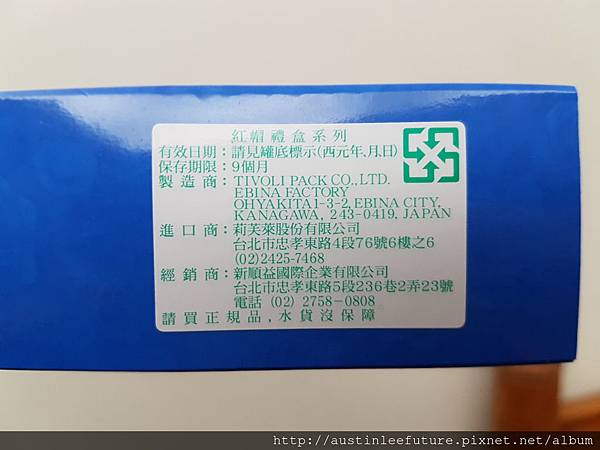 紅帽禮盒系列
有效日期：請見罐底標示(西元年、月、日)
保存期限：9個月
製造商：TIVOLI PACK CO.,LTD.
EBINA FACTORY
OHYAKITA1-3-2,EBINA CITY,
KANAGAWA, 243-0419, JAPAN
進口商：莉芙萊股份有限公司
台北市忠孝東路4段76號6樓之6
(02)2425-7468
經銷商：新順益國際企業有限公司
台北市忠孝東路5段236巷2弄23號
電話 (02) 2758-0808
請買正規品,水貨沒保障
http://austinleefuture.pixnet.net/album